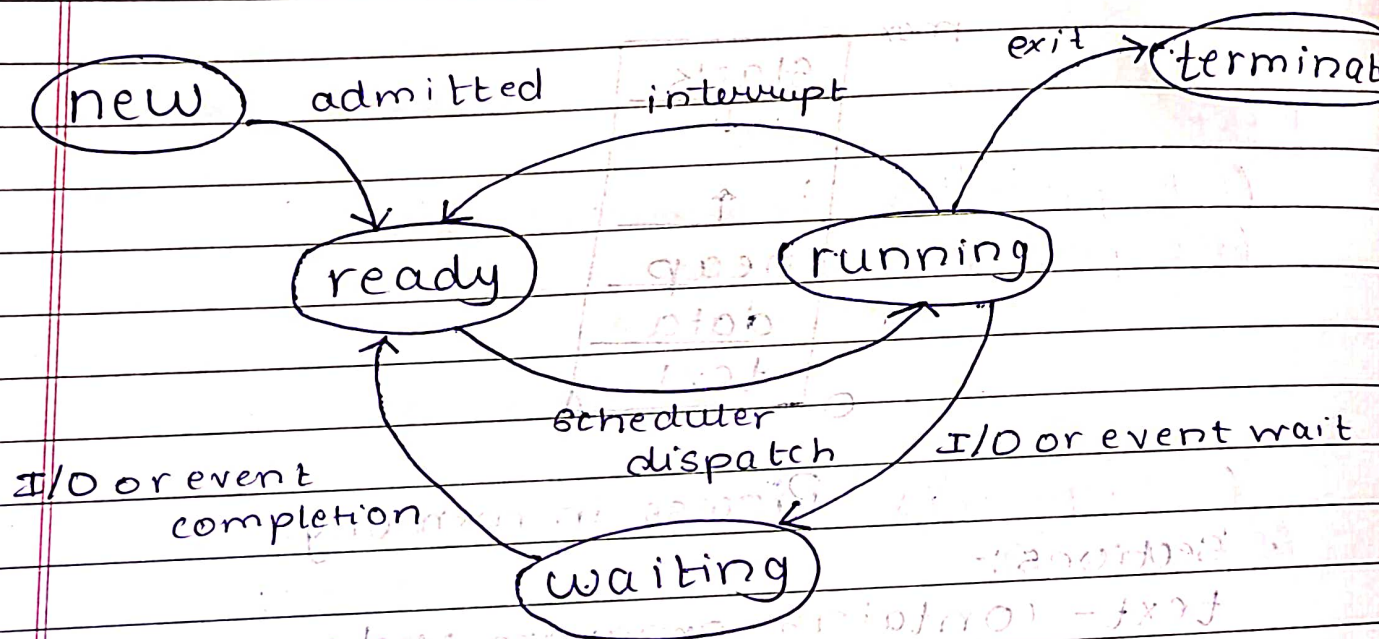 new
admitted
interrupt
exit
terminat
ready
running
scheduler
dispatch
I/O or event wait
I/O or event
completion
waiting